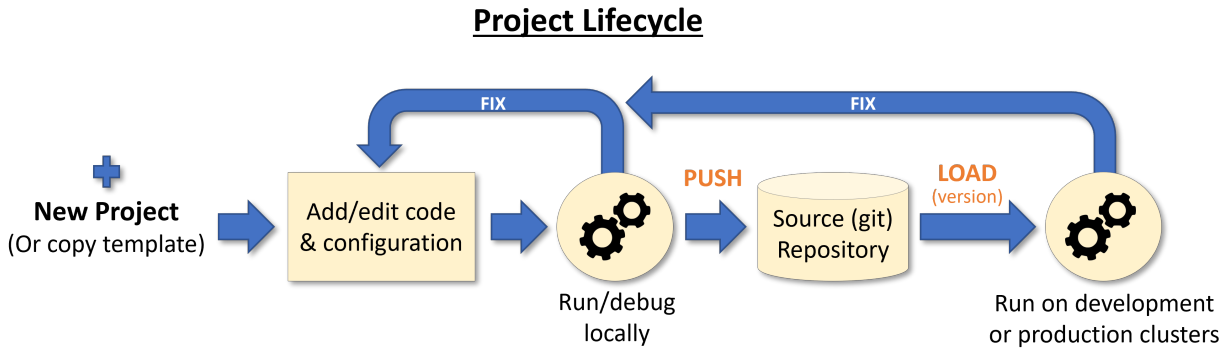 Project Lifecycle
FIX
FIX
New Project
(Or copy template)
Add/edit code
& configuration
Run/debug
locally
PUSH
Source (git)
Repository
LOAD
(version)
Run on development
or production clusters